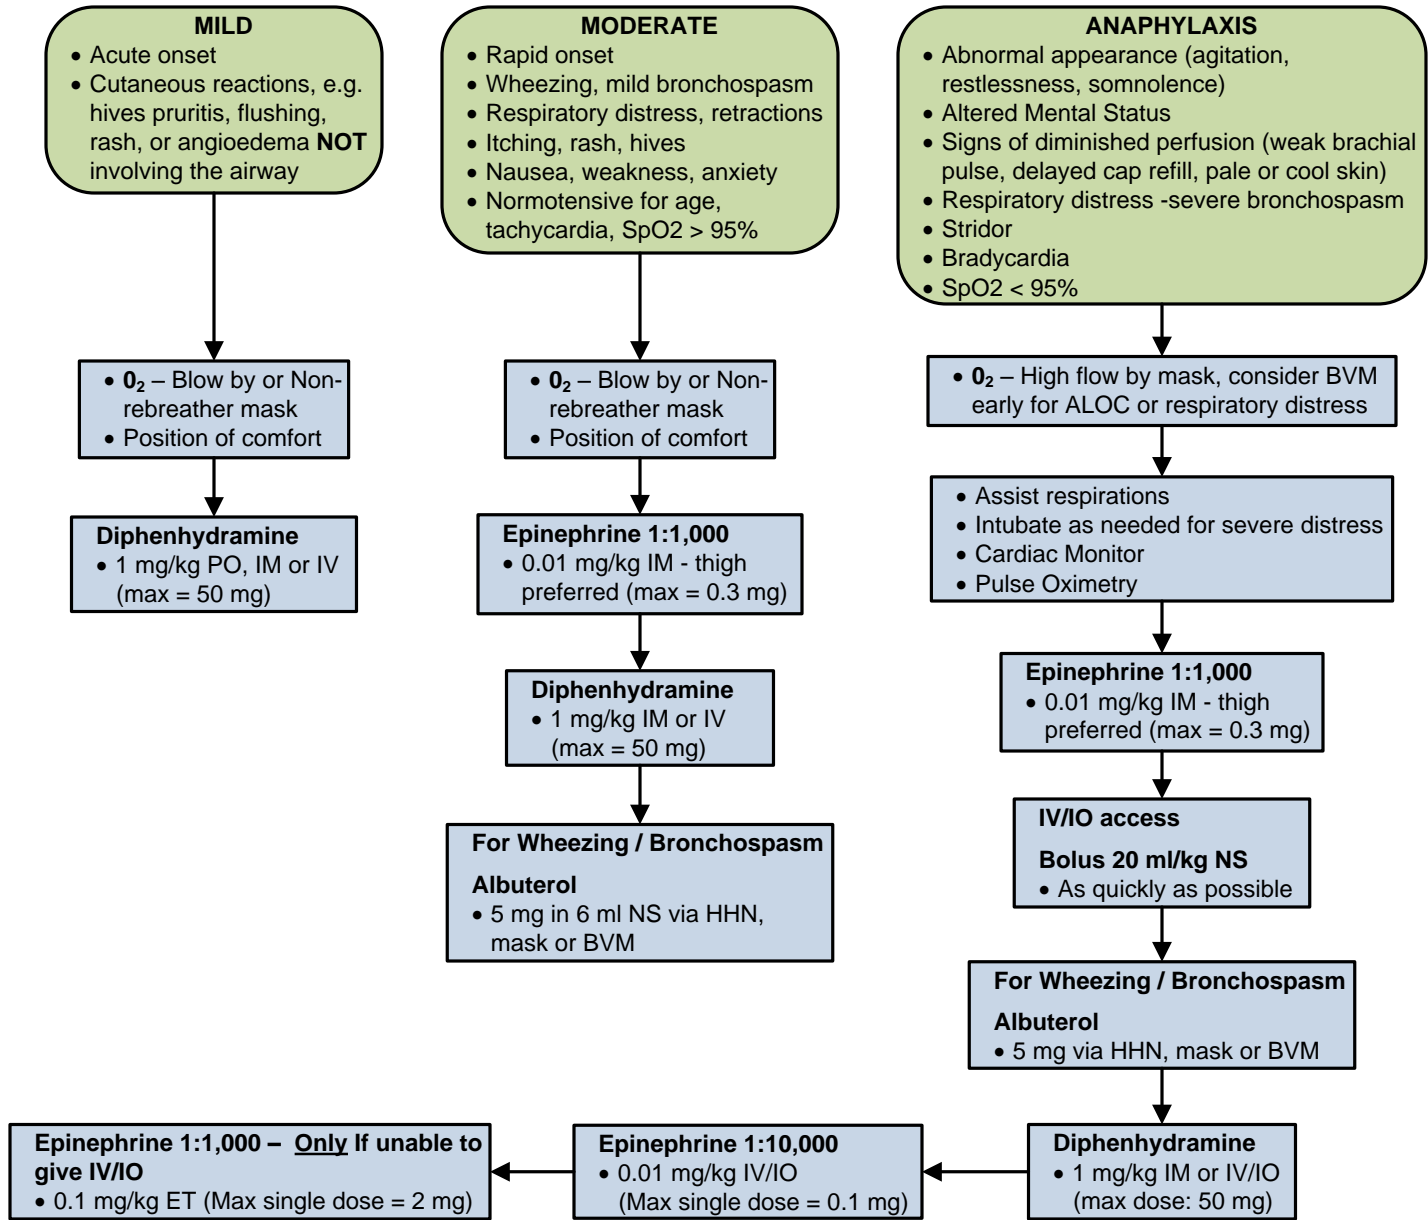 MILD
• Acute onset
• Cutaneous reactions, e.g.
hives pruritis, flushing,
rash, or angioedema NOT
involving the airway
MODERATE
• Rapid onset
• Wheezing, mild bronchospasm
• Respiratory distress, retractions
• Itching, rash, hives
• Nausea, weakness, anxiety
• Normotensive for age,
tachycardia, SpO2 > 95%
ANAPHYLAXIS
• Abnormal appearance (agitation,
restlessness, somnolence)
• Altered Mental Status
• Signs of diminished perfusion (weak brachial
pulse, delayed cap refill, pale or cool skin)
• Respiratory distress -severe bronchospasm
• Stridor
• Bradycardia
• SpO2 < 95%
• 0₂ – Blow by or Non-
rebreather mask
• Position of comfort
• 0₂ – Blow by or Non-
rebreather mask
• Position of comfort
• 0₂ – High flow by mask, consider BVM
early for ALOC or respiratory distress
Diphenhydramine
• 1 mg/kg PO, IM or IV
(max = 50 mg)
Epinephrine 1:1,000
• 0.01 mg/kg IM - thigh
preferred (max = 0.3 mg)
• Assist respirations
• Intubate as needed for severe distress
• Cardiac Monitor
• Pulse Oximetry
Diphenhydramine
• 1 mg/kg IM or IV
(max = 50 mg)
Epinephrine 1:1,000
• 0.01 mg/kg IM - thigh
preferred (max = 0.3 mg)
For Wheezing / Bronchospasm
Albuterol
• 5 mg in 6 ml NS via HHN,
mask or BVM
IV/IO access
Bolus 20 ml/kg NS
• As quickly as possible
For Wheezing / Bronchospasm
Albuterol
• 5 mg via HHN, mask or BVM
Diphenhydramine
• 1 mg/kg IM or IV/IO
(max dose: 50 mg)
Epinephrine 1:10,000
• 0.01 mg/kg IV/IO
(Max single dose = 0.1 mg)
Epinephrine 1:1,000 – Only If unable to
give IV/IO
• 0.1 mg/kg ET (Max single dose = 2 mg)